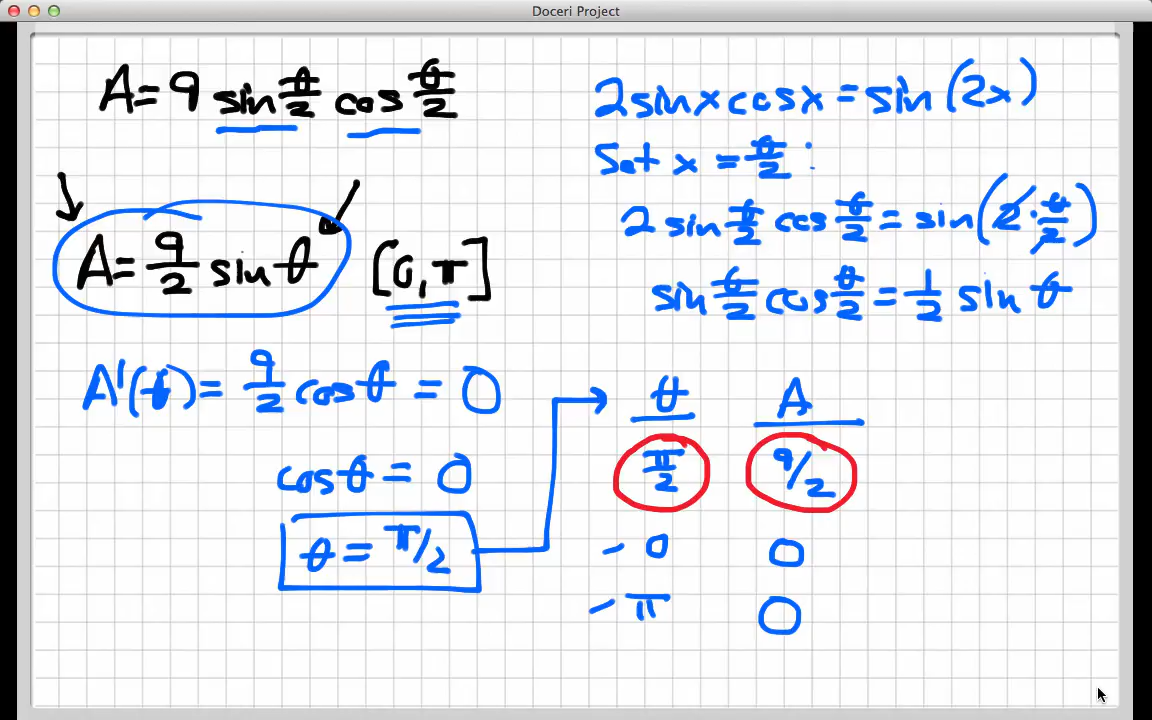 Doceri Project
A = 9 sin θ/2 cos θ/2
A = 9/2 sin θ [0, π]
A'(θ) = 9/2 cos θ = 0
cos θ = 0
θ = π/2
2 sin x cos x = sin (2x)
Set x = θ/2 :
2 sin θ/2 cos θ/2 = sin (2 · θ/2)
sin θ/2 cos θ/2 = 1/2 sin θ
θ A
π/2 9/2
- 0 0
- π 0